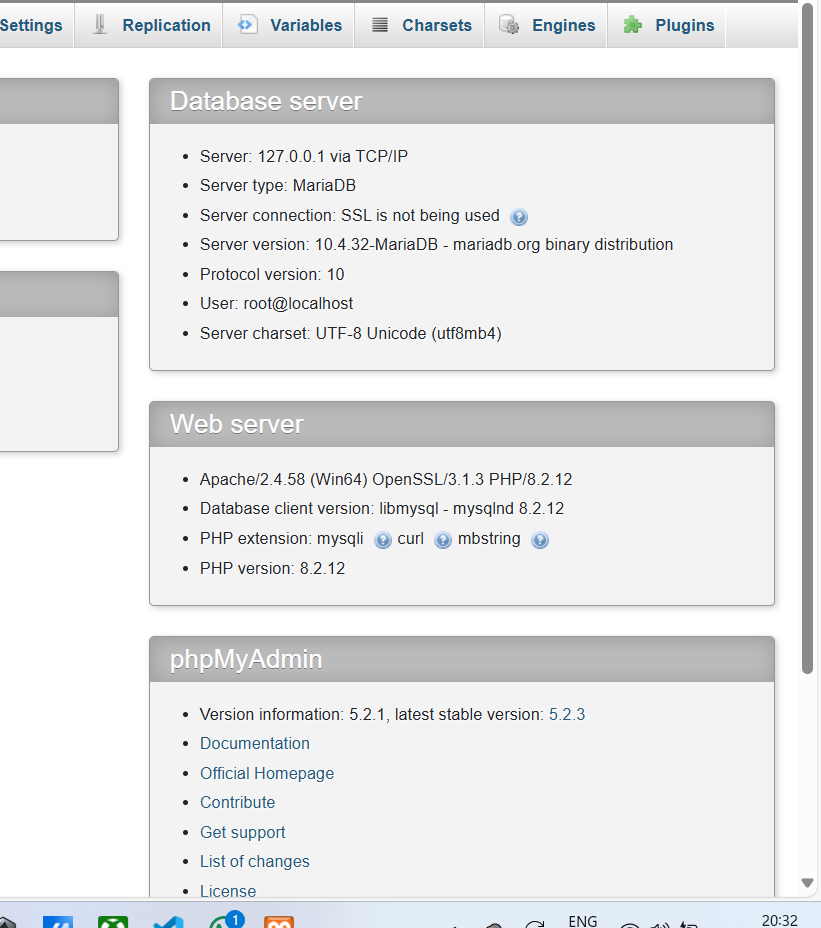 Settings Replication Variables Charsets Engines Plugins
Database server
Server: 127.0.0.1 via TCP/IP
Server type: MariaDB
Server connection: SSL is not being used
Server version: 10.4.32-MariaDB - mariadb.org binary distribution
Protocol version: 10
User: root@localhost
Server charset: UTF-8 Unicode (utf8mb4)
Web server
Apache/2.4.58 (Win64) OpenSSL/3.1.3 PHP/8.2.12
Database client version: libmysql - mysqlnd 8.2.12
PHP extension: mysqli curl mbstring
PHP version: 8.2.12
phpMyAdmin
Version information: 5.2.1, latest stable version: 5.2.3
Documentation
Official Homepage
Contribute
Get support
List of changes
License
1 ENG 20:32